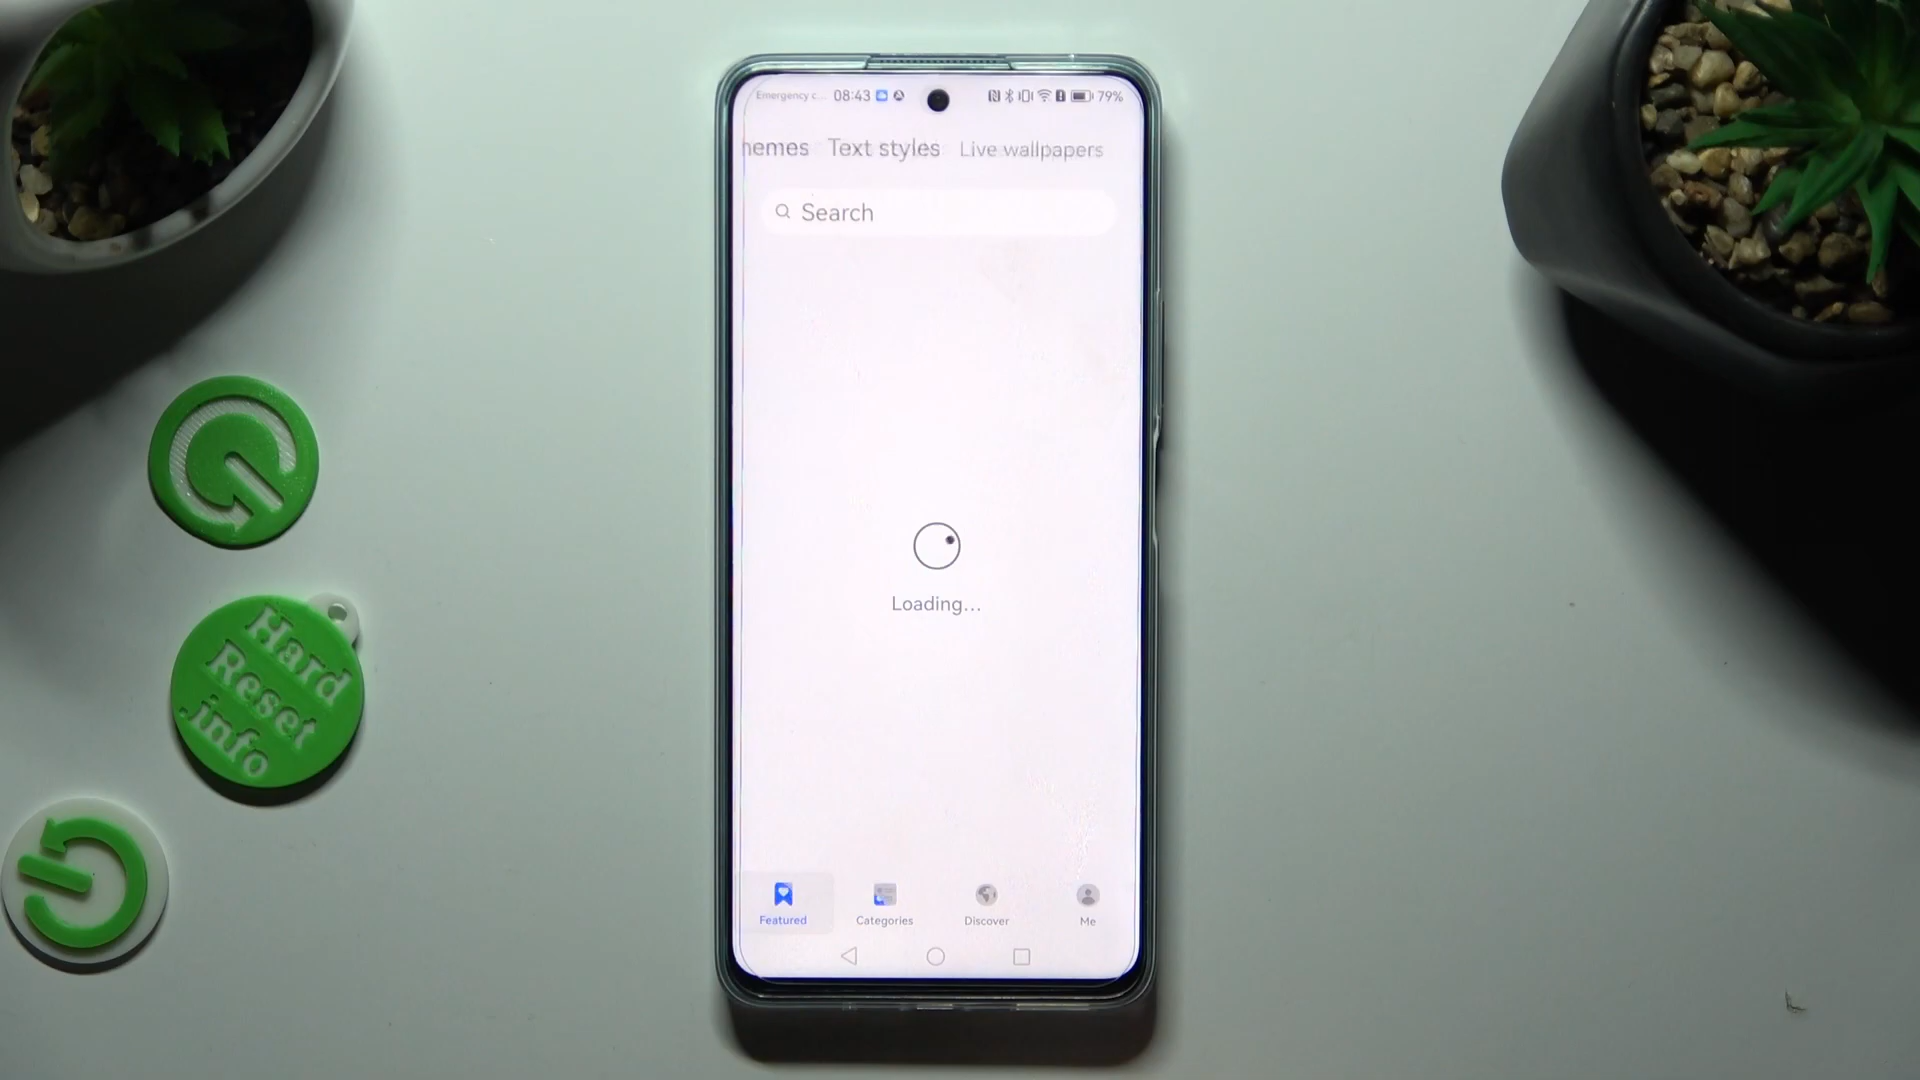 Emergency c... 08:43 79%
hemes Text styles Live wallpapers
Search
Loading...
Featured Categories Discover Me
Hard
Reset
.info